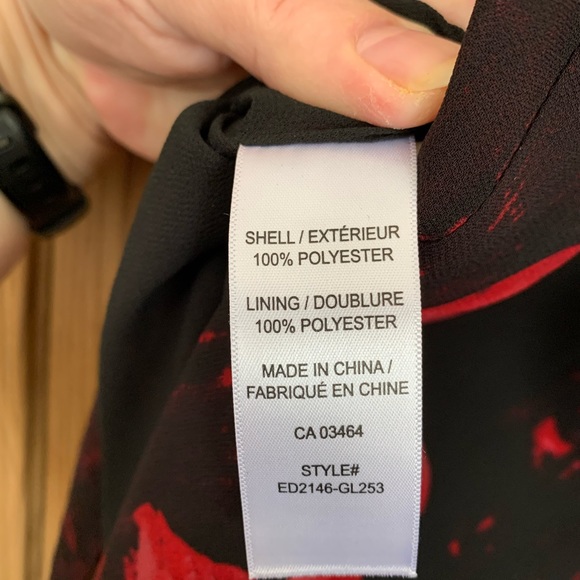 SHELL / EXTÉRIEUR
100% POLYESTER
LINING / DOUBLURE
100% POLYESTER
MADE IN CHINA /
FABRIQUÉ EN CHINE
CA 03464
STYLE#
ED2146-GL253